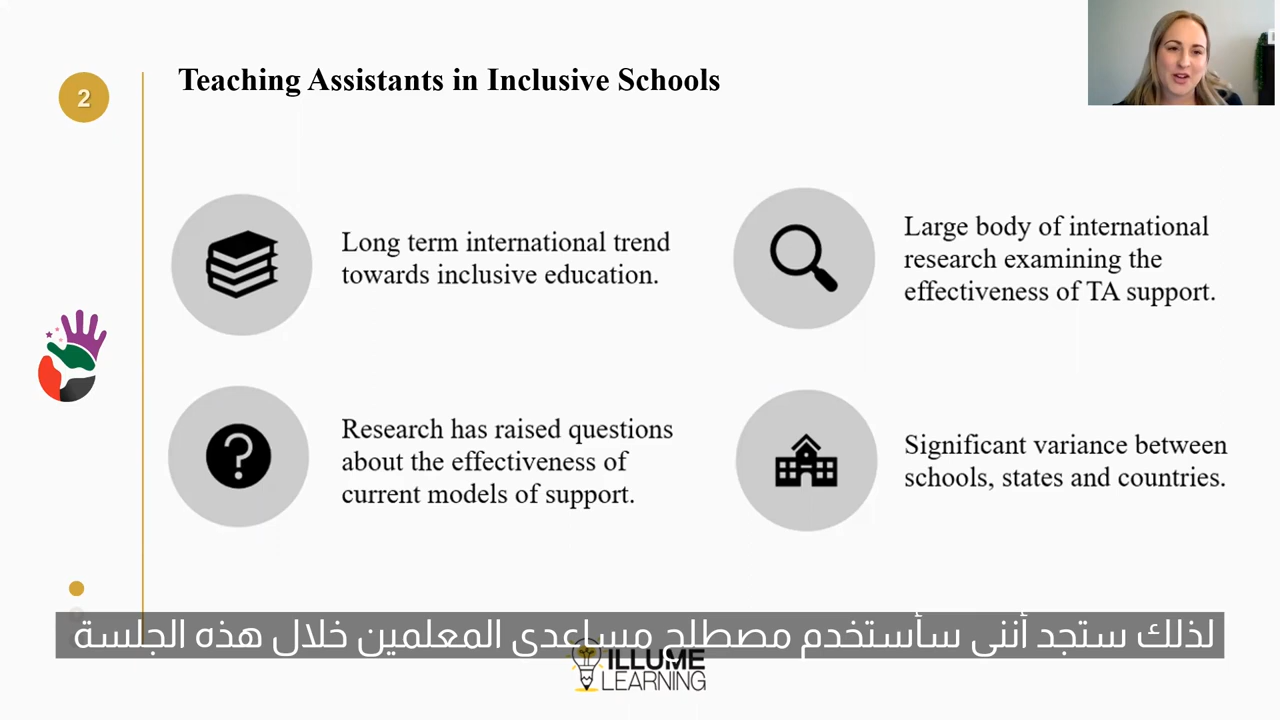 2
Teaching Assistants in Inclusive Schools
Long term international trend
towards inclusive education.
Large body of international
research examining the
effectiveness of TA support.
?
Research has raised questions
about the effectiveness of
current models of support.
Significant variance between
schools, states and countries.
لذلك ستجد أننى سأستخدم مصطلح مساعدى المعلمين خلال هذه الجلسة
ILLUME
LEARNING